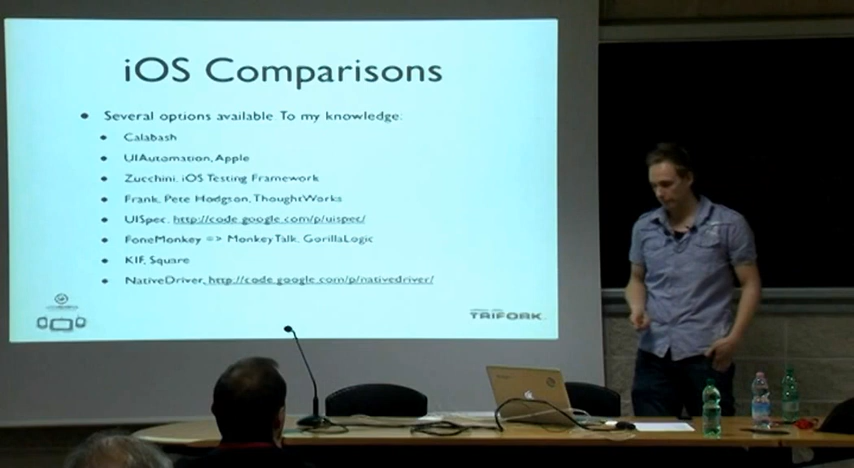 iOS Comparisons
Several options available. To my knowledge:
Calabash
UIAutomation, Apple
Zucchini. iOS Testing Framework
Frank, Pete Hodgson, ThoughtWorks
UISpec. http://code.google.com/p/uispec/
FoneMonkey => MonkeyTalk, GorillaLogic
KIF, Square
NativeDriver, http://code.google.com/p/nativedriver/
TRIFORK.